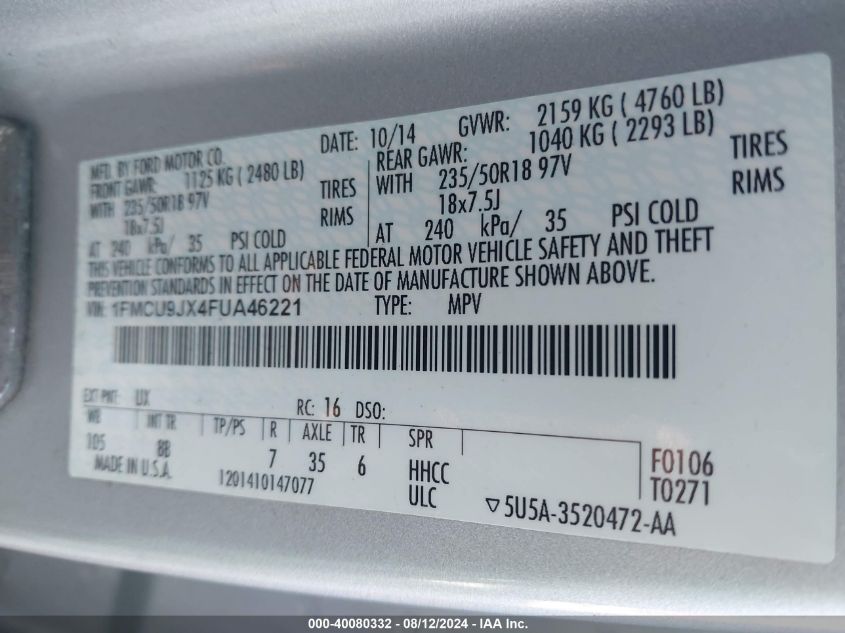 MFD. BY FORD MOTOR CO. DATE: 10/14 GVWR: 2159 KG ( 4760 LB)
FRONT GAWR: 1125 KG ( 2480 LB) REAR GAWR: 1040 KG ( 2293 LB)
WITH 235/50R18 97V TIRES WITH 235/50R18 97V TIRES
18x7.5J RIMS 18x7.5J RIMS
AT 240 kPa/ 35 PSI COLD AT 240 kPa/ 35 PSI COLD
THIS VEHICLE CONFORMS TO ALL APPLICABLE FEDERAL MOTOR VEHICLE SAFETY AND THEFT
PREVENTION STANDARDS IN EFFECT ON THE DATE OF MANUFACTURE SHOWN ABOVE.
VIN: 1FMCU9JX4FUA46221 TYPE: MPV
EXT PNT: UX RC: 16 DSO:
WB INT TR TP/PS R AXLE TR SPR
105 8B 7 35 6 HHCC F0106
MADE IN U.S.A. 1201410147077 ULC T0271
▽5U5A-3520472-AA
000-40080332 - 08/12/2024 - IAA Inc.